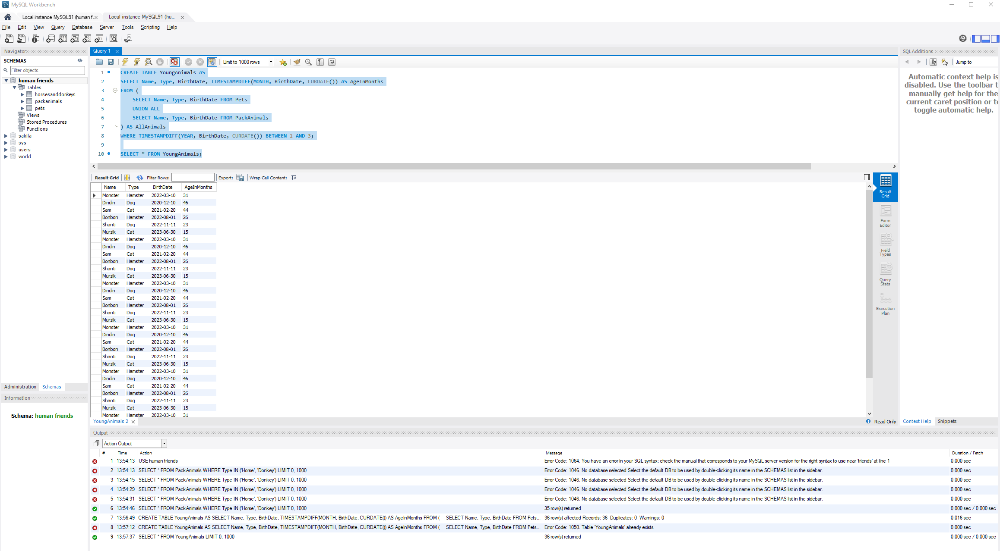 MySQL Workbench
Local instance MySQL91 (human f...
Local instance MySQL91 (hu...
File Edit View Query Database Server Tools Scripting Help
Navigator
SCHEMAS
Filter objects
human friends
Tables
horsesanddonkeys
packanimals
pets
Views
Stored Procedures
Functions
sakila
sys
users
world
Administration Schemas
Information
Schema: human friends
Query 1
Limit to 1000 rows
1 CREATE TABLE YoungAnimals AS
2 SELECT Name, Type, BirthDate, TIMESTAMPDIFF(MONTH, BirthDate, CURDATE()) AS AgeInMonths
3 FROM (
4 SELECT Name, Type, BirthDate FROM Pets
5 UNION ALL
6 SELECT Name, Type, BirthDate FROM PackAnimals
7 ) AS AllAnimals
8 WHERE TIMESTAMPDIFF(YEAR, BirthDate, CURDATE()) BETWEEN 1 AND 3;
9
10 SELECT * FROM YoungAnimals;
Result Grid Filter Rows: Export: Wrap Cell Content:
Name Type BirthDate AgeInMonths
Monster Hamster 2022-03-10 31
Dindin Dog 2020-12-10 46
Sam Cat 2021-02-20 44
Bonbon Hamster 2022-08-01 26
Shanti Dog 2022-11-11 23
Murzik Cat 2023-06-30 15
Monster Hamster 2022-03-10 31
Dindin Dog 2020-12-10 46
Sam Cat 2021-02-20 44
Bonbon Hamster 2022-08-01 26
Shanti Dog 2022-11-11 23
Murzik Cat 2023-06-30 15
Monster Hamster 2022-03-10 31
Dindin Dog 2020-12-10 46
Sam Cat 2021-02-20 44
Bonbon Hamster 2022-08-01 26
Shanti Dog 2022-11-11 23
Murzik Cat 2023-06-30 15
Monster Hamster 2022-03-10 31
Dindin Dog 2020-12-10 46
Sam Cat 2021-02-20 44
Bonbon Hamster 2022-08-01 26
Shanti Dog 2022-11-11 23
Murzik Cat 2023-06-30 15
Monster Hamster 2022-03-10 31
Dindin Dog 2020-12-10 46
Sam Cat 2021-02-20 44
Bonbon Hamster 2022-08-01 26
Shanti Dog 2022-11-11 23
Murzik Cat 2023-06-30 15
Monster Hamster 2022-03-10 31
Result
Grid
Form
Editor
Field
Types
Query
Stats
Execution
Plan
YoungAnimals 2
Read Only
SQLAdditions
Jump to
Automatic context help is
disabled. Use the toolbar t
manually get help for the
current caret position or to
toggle automatic help.
Context Help Snippets
Output
Action Output
# Time Action Message Duration / Fetch
1 13:54:13 USE human friends Error Code: 1064. You have an error in your SQL syntax; check the manual that corresponds to your MySQL server version for the right syntax to use near 'friends' at line 1 0.000 sec
2 13:54:13 SELECT * FROM PackAnimals WHERE Type IN ('Horse', 'Donkey') LIMIT 0, 1000 Error Code: 1046. No database selected Select the default DB to be used by double-clicking its name in the SCHEMAS list in the sidebar. 0.000 sec
3 13:54:15 SELECT * FROM PackAnimals WHERE Type IN ('Horse', 'Donkey') LIMIT 0, 1000 Error Code: 1046. No database selected Select the default DB to be used by double-clicking its name in the SCHEMAS list in the sidebar. 0.000 sec
4 13:54:29 SELECT * FROM PackAnimals WHERE Type IN ('Horse', 'Donkey') LIMIT 0, 1000 Error Code: 1046. No database selected Select the default DB to be used by double-clicking its name in the SCHEMAS list in the sidebar. 0.000 sec
5 13:54:31 SELECT * FROM PackAnimals WHERE Type IN ('Horse', 'Donkey') LIMIT 0, 1000 Error Code: 1046. No database selected Select the default DB to be used by double-clicking its name in the SCHEMAS list in the sidebar. 0.000 sec
6 13:54:46 SELECT * FROM PackAnimals WHERE Type IN ('Horse', 'Donkey') LIMIT 0, 1000 35 row(s) returned 0.000 sec / 0.000 sec
7 13:56:49 CREATE TABLE YoungAnimals AS SELECT Name, Type, BirthDate, TIMESTAMPDIFF(MONTH, BirthDate, CURDATE()) AS AgeInMonths FROM ( SELECT Name, Type, BirthDate FROM Pets... 36 row(s) affected Records: 36 Duplicates: 0 Warnings: 0 0.016 sec
8 13:57:12 CREATE TABLE YoungAnimals AS SELECT Name, Type, BirthDate, TIMESTAMPDIFF(MONTH, BirthDate, CURDATE()) AS AgeInMonths FROM ( SELECT Name, Type, BirthDate FROM Pets... Error Code: 1050. Table 'YoungAnimals' already exists 0.000 sec
9 13:57:37 SELECT * FROM YoungAnimals LIMIT 0, 1000 36 row(s) returned 0.000 sec / 0.000 sec